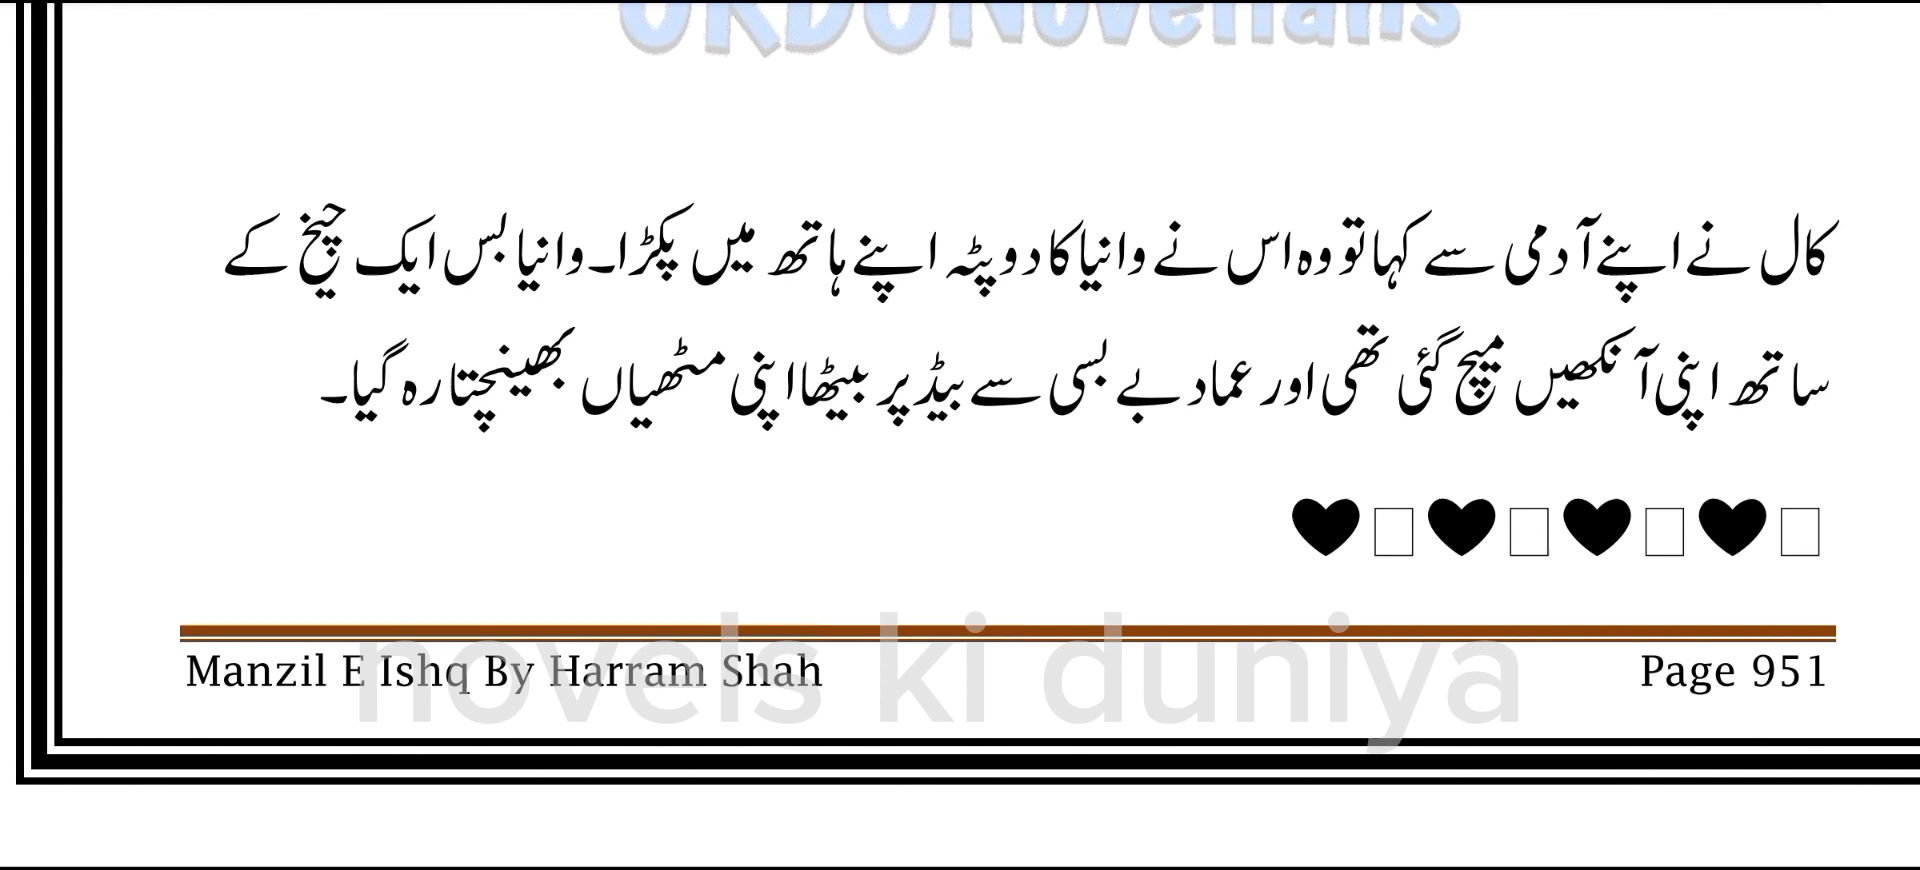 URDUNovelians
کال نے اپنے آدمی سے کہا تو وہ اس نے وانیا کا دوپٹہ اپنے ہاتھ میں پکڑا۔ وانیا بس ایک چیخ کے
ساتھ اپنی آنکھیں میچ گئی تھی اور عماد بے بسی سے بیڈ پر بیٹھا اپنی مٹھیاں بھینچتا رہ گیا۔
🖤🖤🖤🖤
Manzil E Ishq By Harram Shah Page 951
novels ki duniya